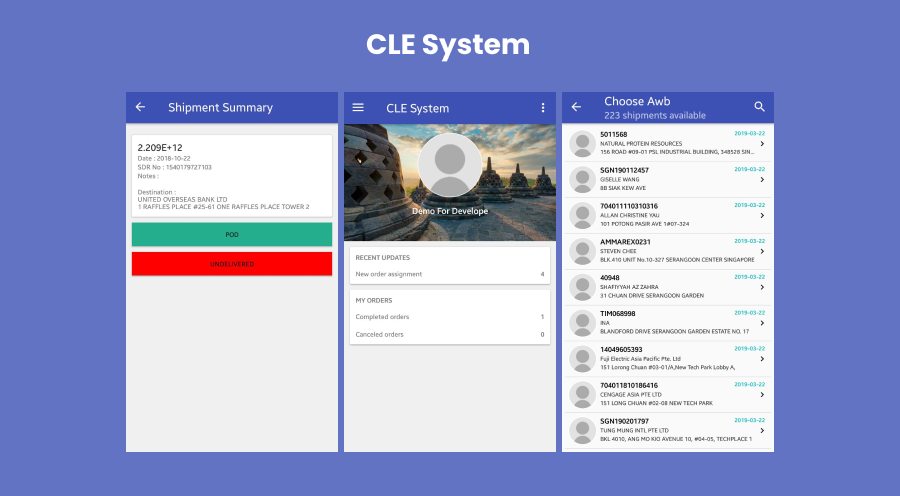 CLE System
Shipment Summary
2.209E+12
Date : 2018-10-22
SDR No : 1540179727103
Notes :
Destination :
UNITED OVERSEAS BANK LTD
1 RAFFLES PLACE #25-61 ONE RAFFLES PLACE TOWER 2
POD
UNDELIVERED
CLE System
Demo For Develope
RECENT UPDATES
New order assignment 4
MY ORDERS
Completed orders 1
Canceled orders 0
Choose Awb
223 shipments available
5011568 2019-03-22
NATURAL PROTEIN RESOURCES
156 ROAD #09-01 PSL INDUSTRIAL BUILDING, 348528 SIN...
SGN190112457 2019-03-22
GISELLE WANG
8B SIAK KEW AVE
704011110310316 2019-03-22
ALLAN CHRISTINE YAU
101 POTONG PASIR AVE 1#07-324
AMMAREX0231 2019-03-22
STEVEN CHEE
BLK.410 UNIT No.10-327 SERANGOON CENTER SINGAPORE
40948 2019-03-22
SHAFIYYAH AZ ZAHRA
31 CHUAN DRIVE SERANGOON GARDEN
TIM068998 2019-03-22
INA
BLANDFORD DRIVE SERANGOON GARDEN ESTATE NO, 17
14049605393 2019-03-22
Fuji Electric Asia Pacific Pte. Ltd
151 Lorong Chuan #03-01/A,New Tech Park Lobby A,
704011810186416 2019-03-22
CENGAGE ASIA PTE LTD
151 LONG CHUAN #02-08 NEW TECH PARK
SGN190201797 2019-03-22
TUNG MUNG INTL PTE LTD
BKL 4010, ANG MO KIO AVENUE 10, #04-05, TECHPLACE 1